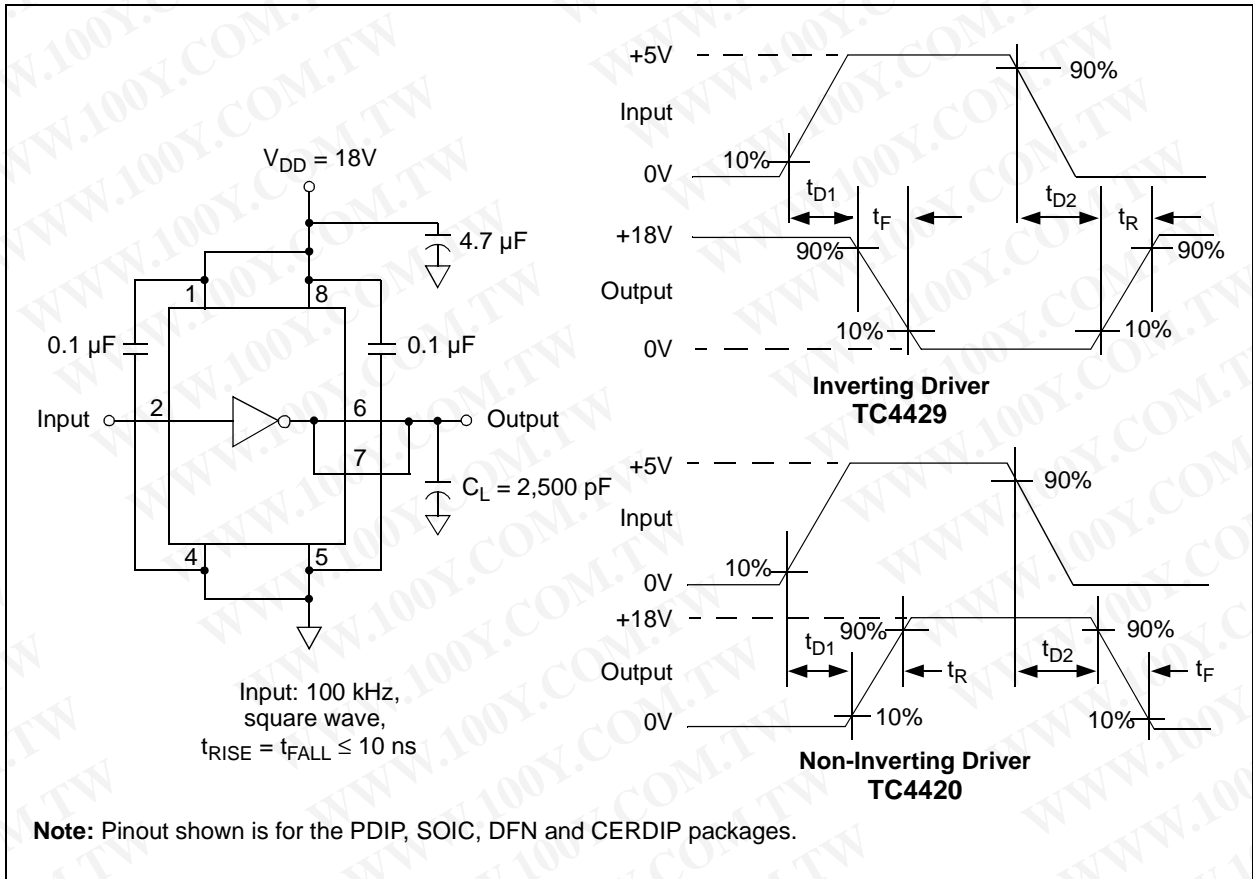 V_DD = 18V
4.7 µF
1
8
0.1 µF
0.1 µF
Input
2
6
Output
7
C_L = 2,500 pF
4
5
Input: 100 kHz,
square wave,
t_RISE = t_FALL ≤ 10 ns
+5V
90%
Input
10%
0V
t_D1
t_F
t_D2
t_R
+18V
90%
90%
Output
10%
10%
0V
Inverting Driver
TC4429
+5V
90%
Input
10%
0V
+18V
t_D1
90%
t_D2
90%
Output
t_R
t_F
10%
10%
0V
Non-Inverting Driver
TC4420
Note: Pinout shown is for the PDIP, SOIC, DFN and CERDIP packages.
WWW.100Y.COM.TW